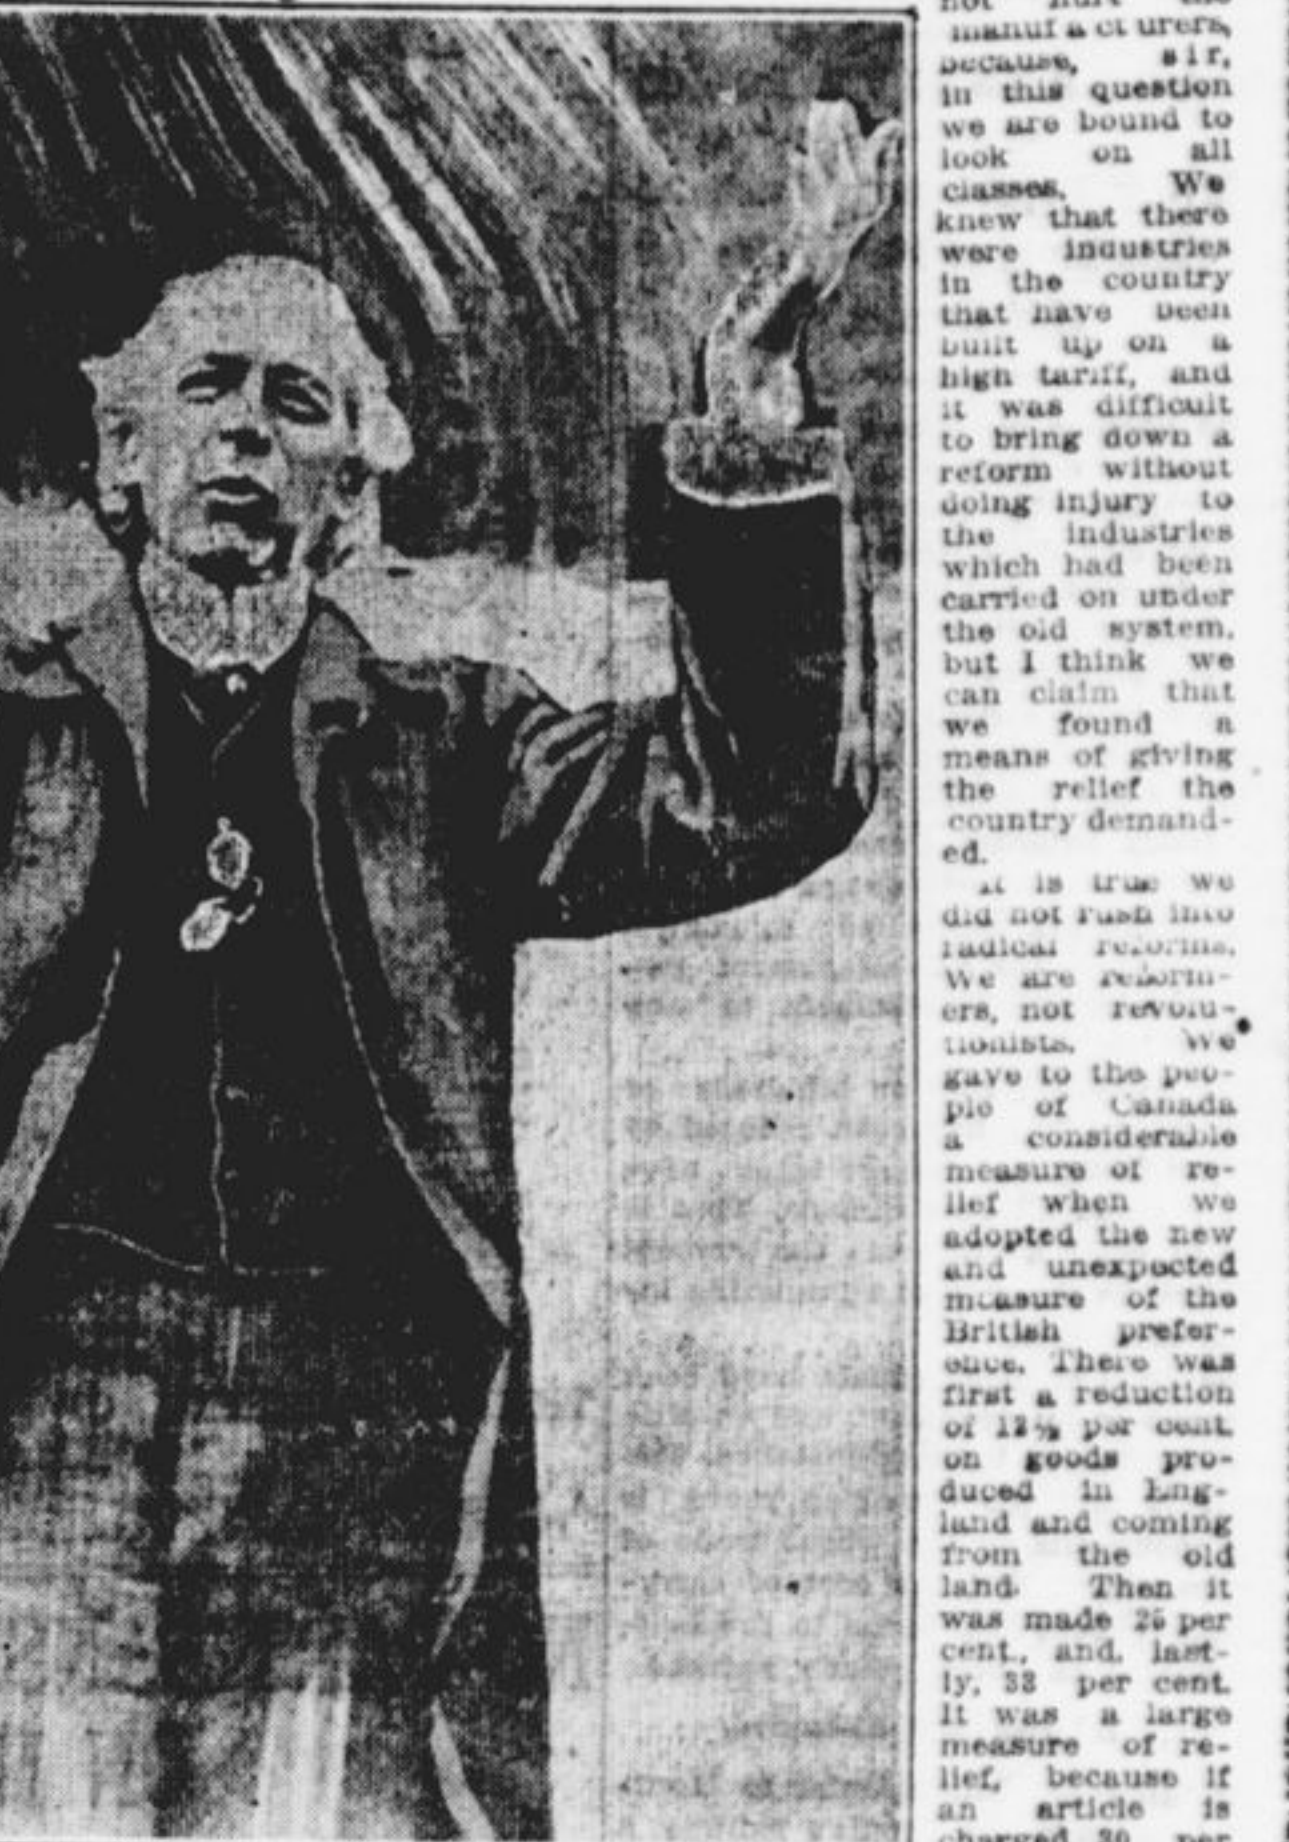 not hurt the
manufacturers,
because, sir,
in this question
we are bound to
look on all
classes. We
knew that there
were industries
in the country
that have been
built up on a
high tariff, and
it was difficult
to bring down a
reform without
doing injury to
the industries
which had been
carried on under
the old system,
but I think we
can claim that
we found a
means of giving
the relief the
country demand-
ed.
It is true we
did not rush into
radical reforms.
We are reform-
ers, not revolu-
tionists. We
gave to the peo-
ple of Canada
a considerable
measure of re-
lief when we
adopted the new
and unexpected
measure of the
British prefer-
ence. There was
first a reduction
of 12½ per cent.
on goods pro-
duced in Eng-
land and coming
from the old
land. Then it
was made 25 per
cent., and, last-
ly, 33 per cent.
It was a large
measure of re-
lief, because if
an article is
charged 30 per